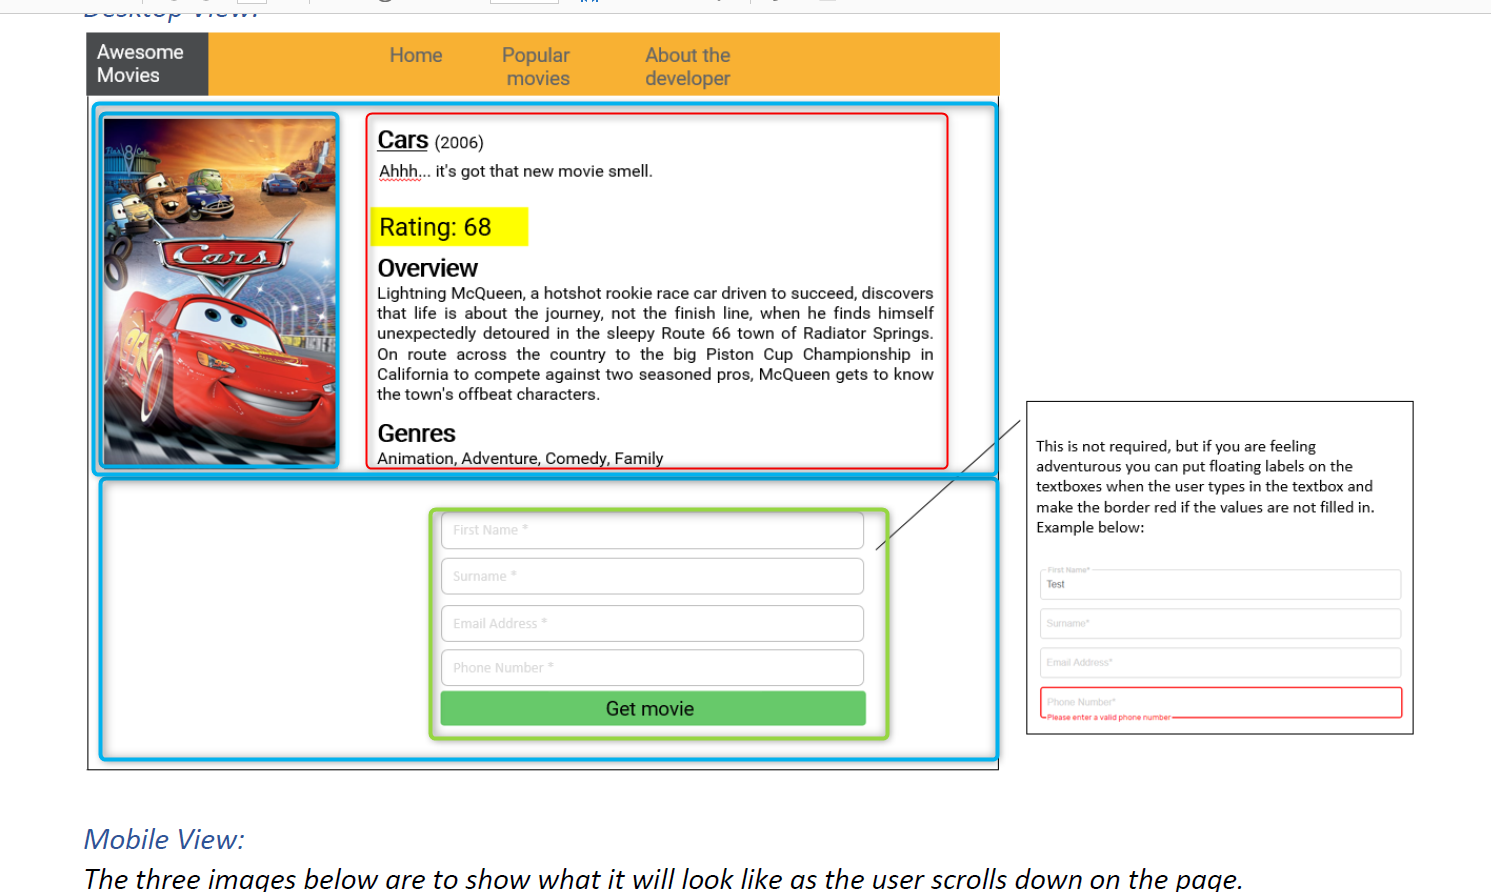 Desktop View:
Awesome
Movies
Home
Popular
movies
About the
developer
Cars (2006)
Ahhh... it's got that new movie smell.
Rating: 68
Overview
Lightning McQueen, a hotshot rookie race car driven to succeed, discovers
that life is about the journey, not the finish line, when he finds himself
unexpectedly detoured in the sleepy Route 66 town of Radiator Springs.
On route across the country to the big Piston Cup Championship in
California to compete against two seasoned pros, McQueen gets to know
the town's offbeat characters.
Genres
Animation, Adventure, Comedy, Family
Cars
95
First Name *
Surname *
Email Address *
Phone Number *
Get movie
This is not required, but if you are feeling
adventurous you can put floating labels on the
textboxes when the user types in the textbox and
make the border red if the values are not filled in.
Example below:
First Name*
Test
Surname*
Email Address*
Phone Number*
Please enter a valid phone number
Mobile View:
The three images below are to show what it will look like as the user scrolls down on the page.